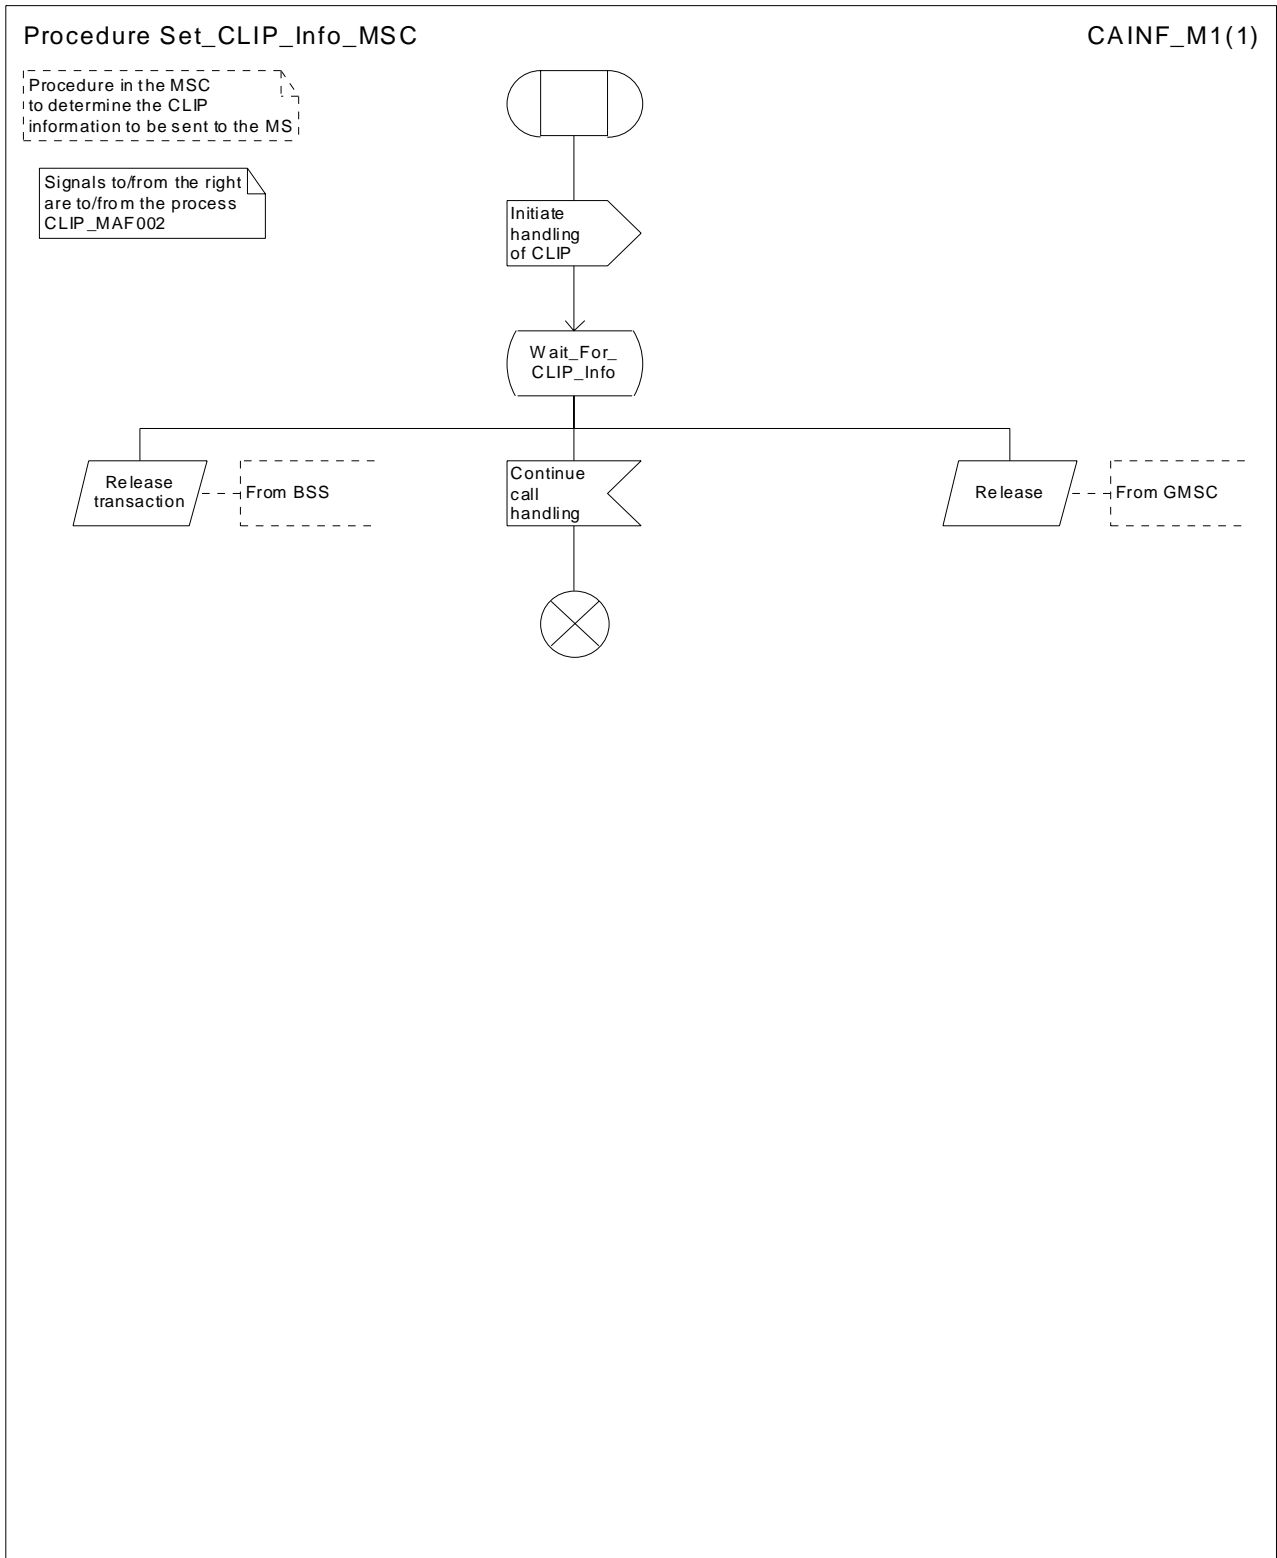 Procedure Set_CLIP_Info_MSC
CAINF_M1(1)
Procedure in the MSC
to determine the CLIP
information to be sent to the MS
Signals to/from the right
are to/from the process
CLIP_MAF002
Initiate
handling
of CLIP
Wait_For_
CLIP_Info
Release
transaction
From BSS
Continue
call
handling
Release
From GMSC